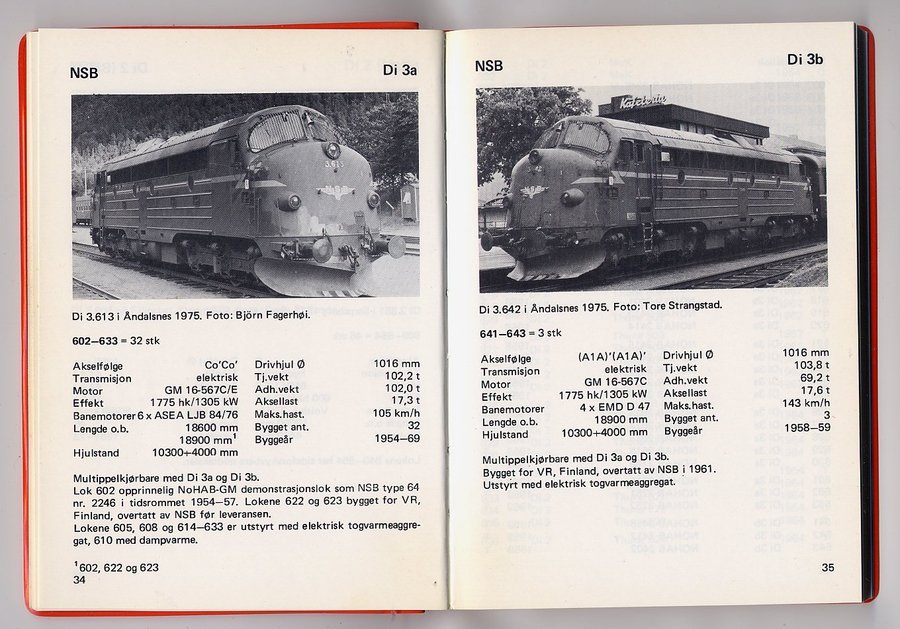 NSB
Di 3a
3.613
NSB
Di 3.613 i Åndalsnes 1975. Foto: Björn Fagerhøi.
602–633 = 32 stk
Akselfølge Co'Co' Drivhjul Ø 1016 mm
Transmisjon elektrisk Tj.vekt 102,2 t
Motor GM 16-567C/E Adh.vekt 102,0 t
Effekt 1775 hk/1305 kW Aksellast 17,3 t
Banemotorer 6 x ASEA LJB 84/76 Maks.hast. 105 km/h
Lengde o.b. 18600 mm Bygget ant. 32
18900 mm¹ Byggeår 1954–69
Hjulstand 10300+4000 mm
Multippelkjørbare med Di 3a og Di 3b.
Lok 602 opprinnelig NoHAB-GM demonstrasjonslok som NSB type 64
nr. 2246 i tidsrommet 1954–57. Lokene 622 og 623 bygget for VR,
Finland, overtatt av NSB før leveransen.
Lokene 605, 608 og 614–633 er utstyrt med elektrisk togvarmeaggre-
gat, 610 med dampvarme.
¹602, 622 og 623
34
NSB
Di 3b
Kafeteria
Di 3.642 i Åndalsnes 1975. Foto: Tore Strangstad.
641–643 = 3 stk
Akselfølge (A1A)'(A1A)' Drivhjul Ø 1016 mm
Transmisjon elektrisk Tj.vekt 103,8 t
Motor GM 16-567C Adh.vekt 69,2 t
Effekt 1775 hk/1305 kW Aksellast 17,6 t
Banemotorer 4 x EMD D 47 Maks.hast. 143 km/h
Lengde o.b. 18900 mm Bygget ant. 3
Hjulstand 10300+4000 mm Byggeår 1958–59
Multippelkjørbare med Di 3a og Di 3b.
Bygget for VR, Finland, overtatt av NSB i 1961.
Utstyrt med elektrisk togvarmeaggregat.
35